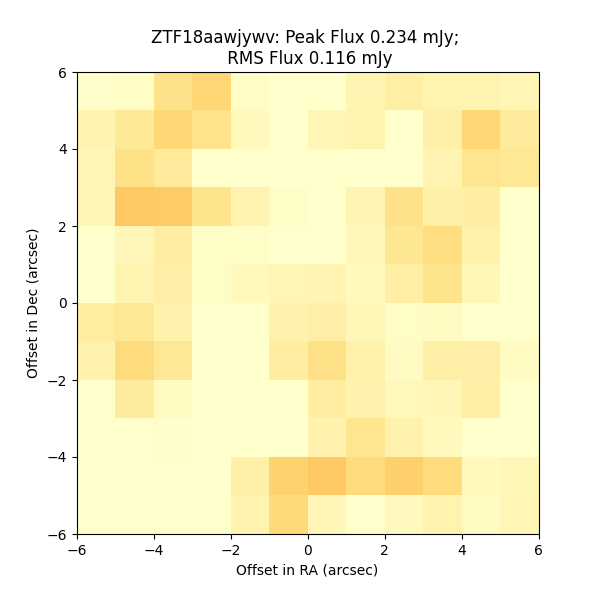 ZTF18aawjywv: Peak Flux 0.234 mJy;
RMS Flux 0.116 mJy
6
4
2
0
−2
−4
−6
Offset in Dec (arcsec)
−6 −4 −2 0 2 4 6
Offset in RA (arcsec)